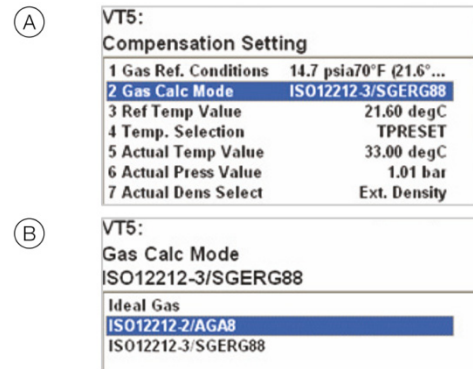 A
VT5:
Compensation Setting
1 Gas Ref. Conditions 14.7 psia70°F (21.6°...
2 Gas Calc Mode ISO12212-3/SGERG88
3 Ref Temp Value 21.60 degC
4 Temp. Selection TPRESET
5 Actual Temp Value 33.00 degC
6 Actual Press Value 1.01 bar
7 Actual Dens Select Ext. Density
B
VT5:
Gas Calc Mode
ISO12212-3/SGERG88
Ideal Gas
ISO12212-2/AGA8
ISO12212-3/SGERG88